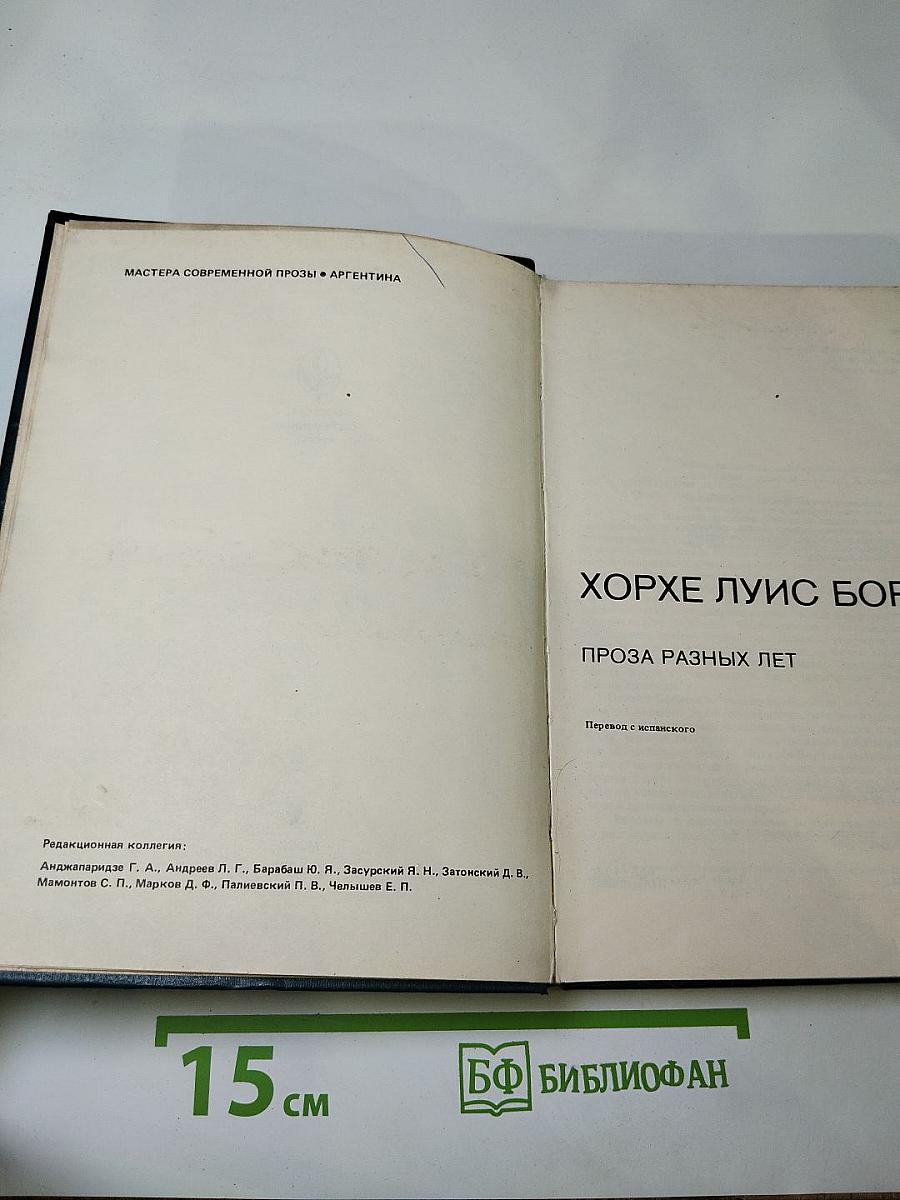 МАСТЕРА СОВРЕМЕННОЙ ПРОЗЫ ● АРГЕНТИНА
Редакционная коллегия:
Анджапаридзе Г. А., Андреев Л. Г., Барабаш Ю. Я., Засурский Я. Н., Затонский Д. В.,
Мамонтов С. П., Марков Д. Ф., Палиевский П. В., Челышев Е. П.
ХОРХЕ ЛУИС БОР
ПРОЗА РАЗНЫХ ЛЕТ
Перевод с испанского
15 см
БФ БИБЛИОФАН